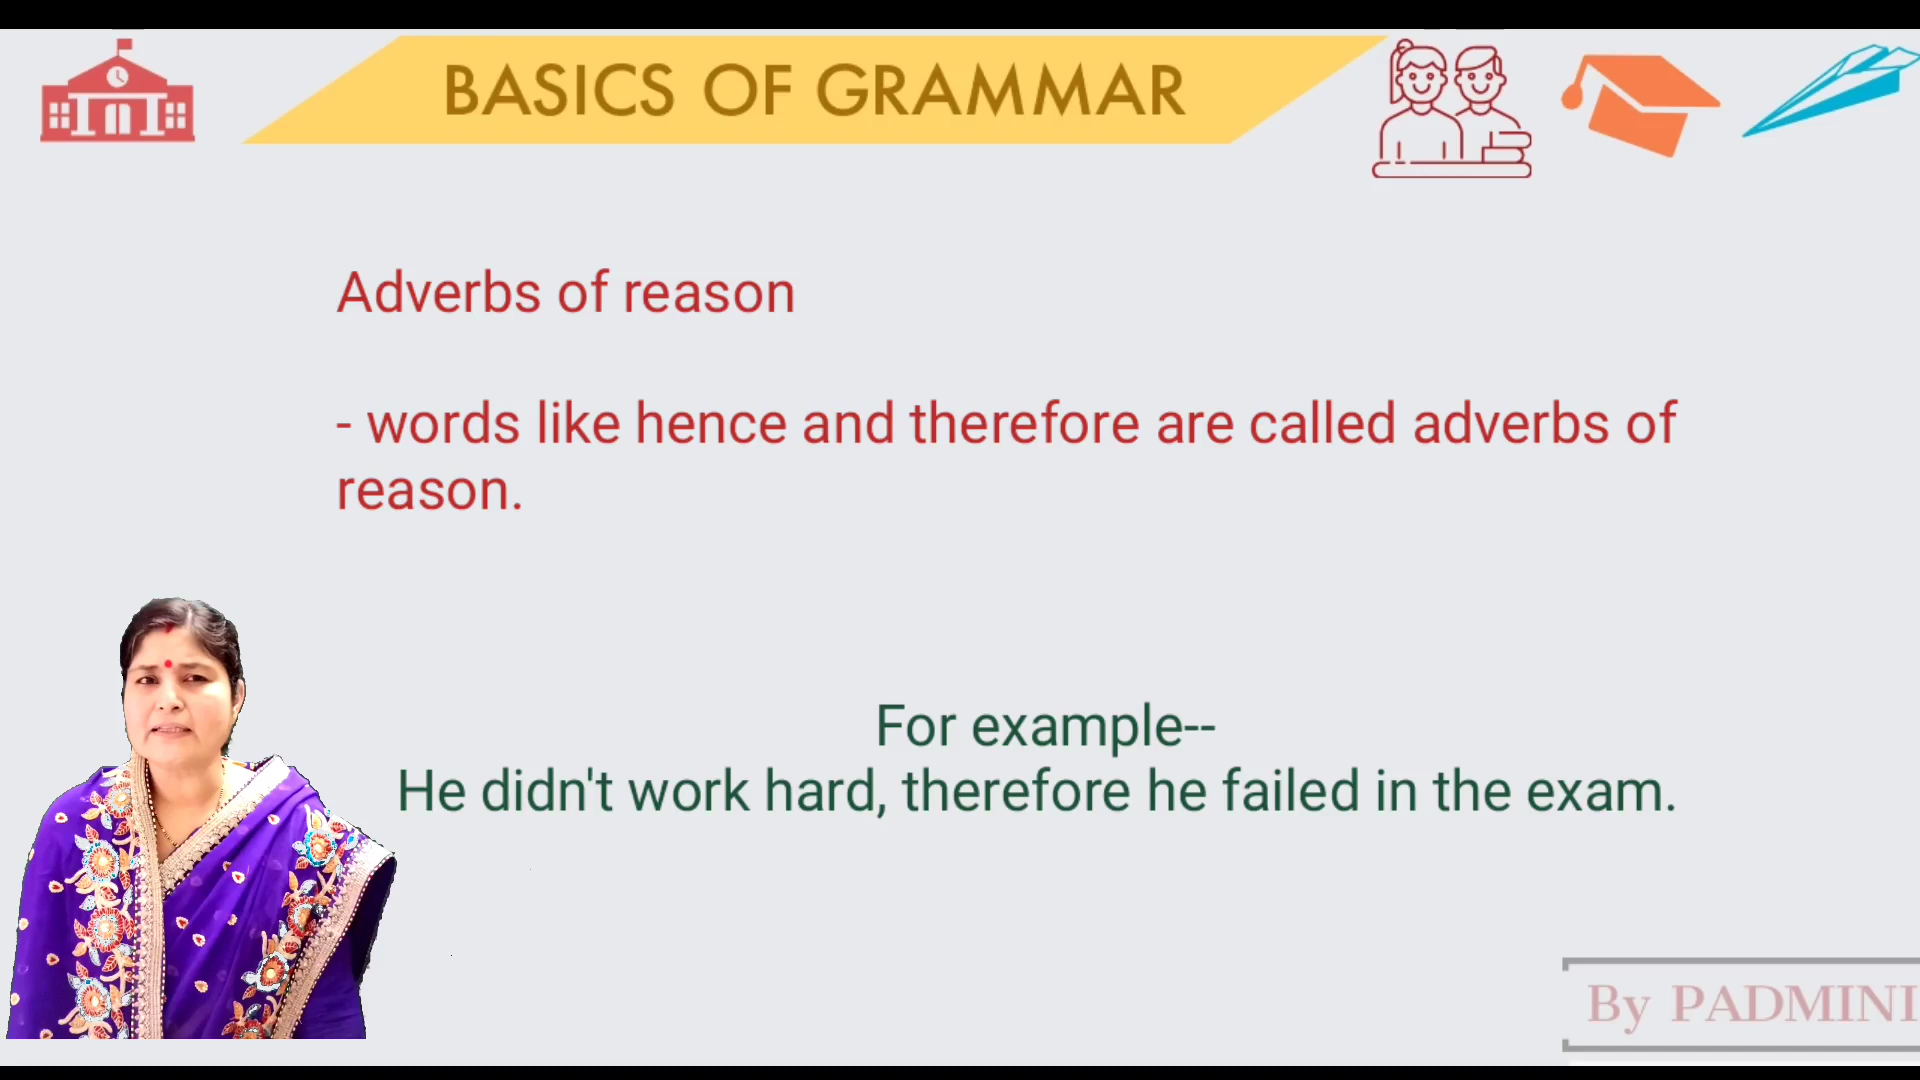 BASICS OF GRAMMAR
Adverbs of reason
- words like hence and therefore are called adverbs of
reason.
For example--
He didn't work hard, therefore he failed in the exam.
By PADMINI